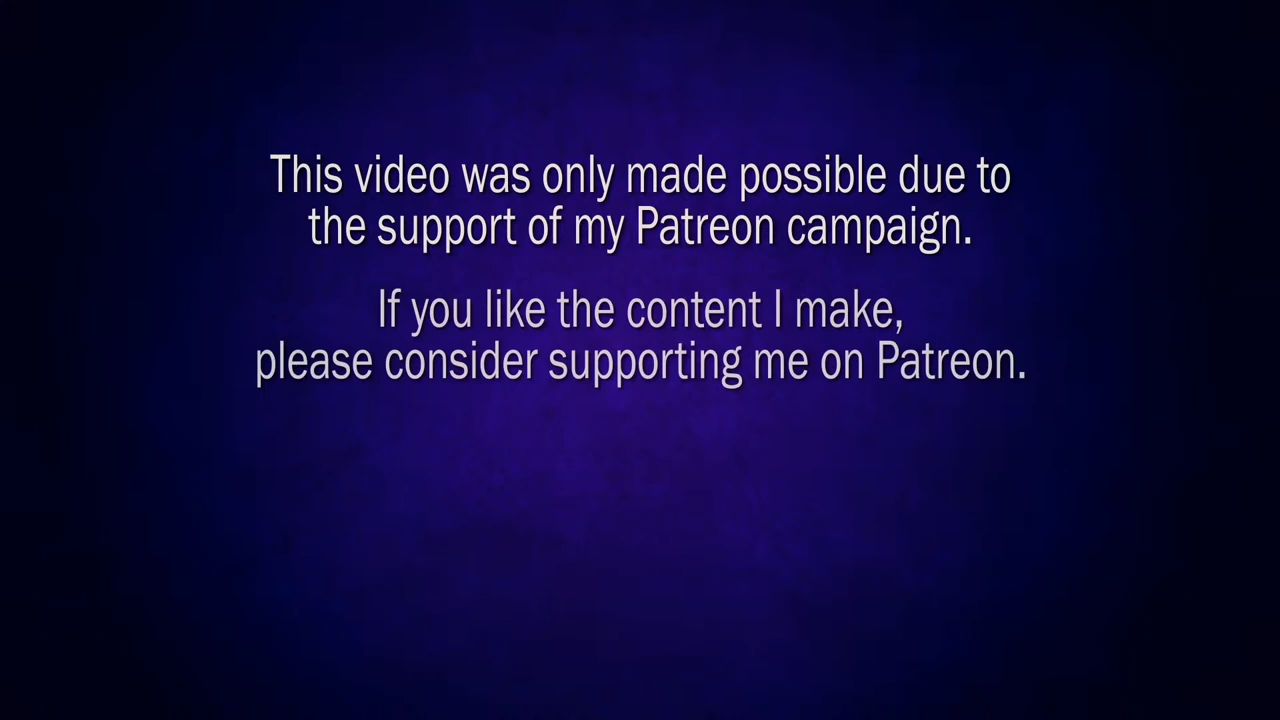 This video was only made possible due to
the support of my Patreon campaign.
If you like the content I make,
please consider supporting me on Patreon.